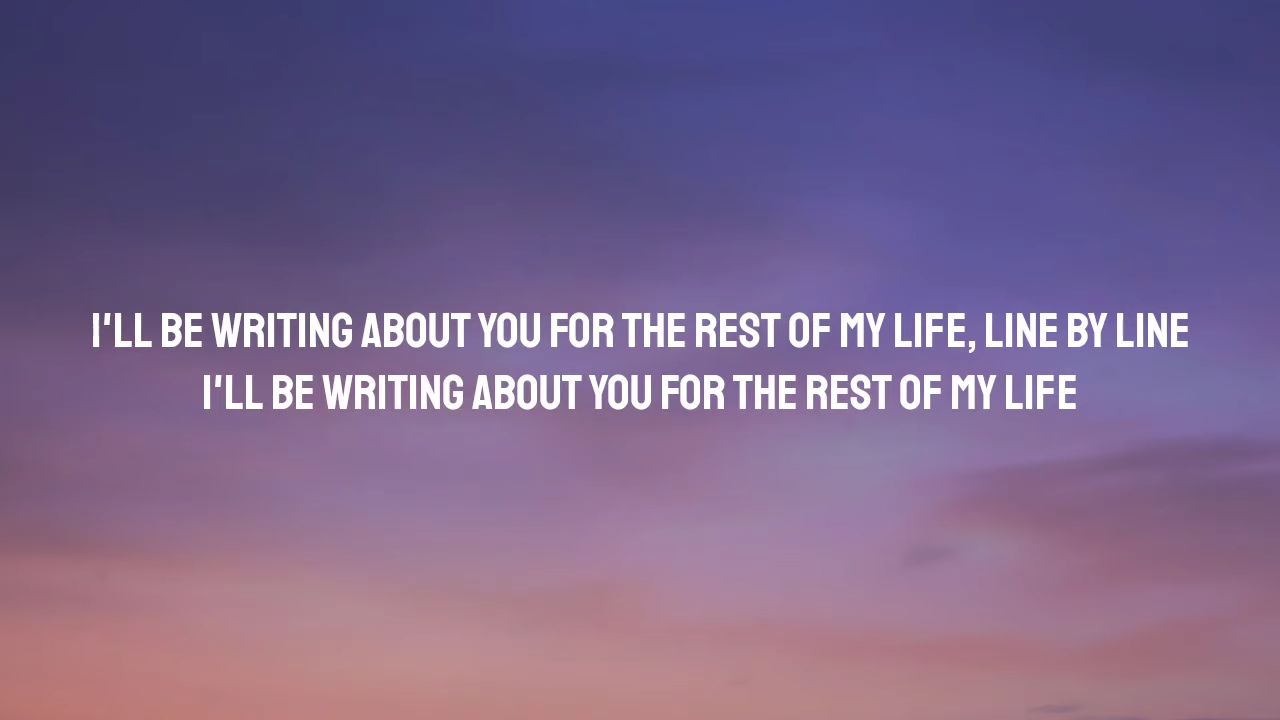 I'LL BE WRITING ABOUT YOU FOR THE REST OF MY LIFE, LINE BY LINE
I'LL BE WRITING ABOUT YOU FOR THE REST OF MY LIFE